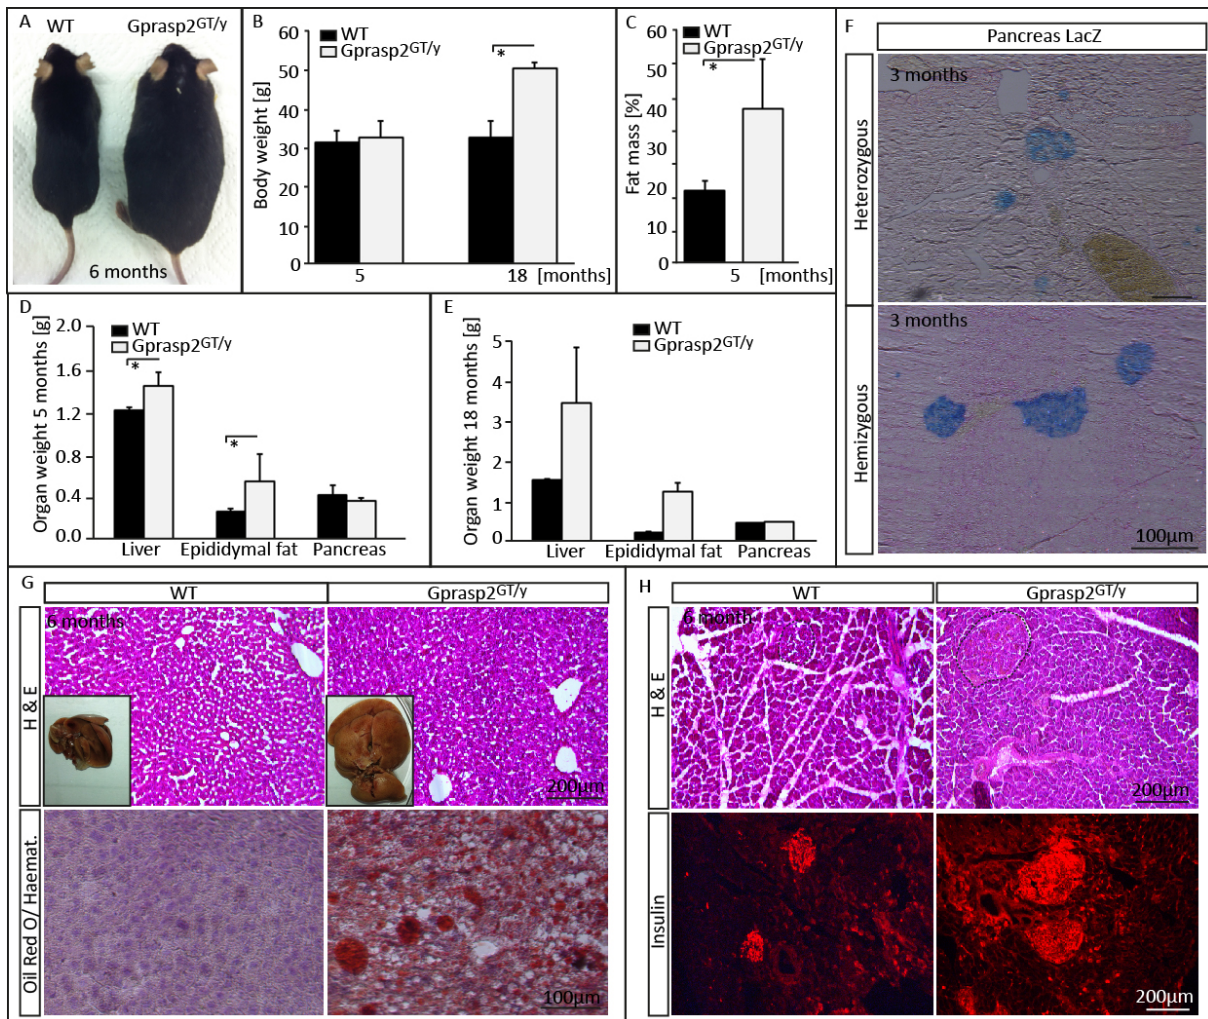 A
WT
Gprasp2GT/y
6 months
B
WT
Gprasp2GT/y
Body weight [g]
60
50
40
30
40
10
0
*
5
18 [months]
C
WT
Gprasp2GT/y
Fat mass [%]
60
50
40
30
20
60
0
*
5 [months]
D
WT
Gprasp2GT/y
Organ weight 5 months [g]
2.0
1.6
1.2
0.8
0.4
0.0
*
*
Liver
Epididymal fat
Pancreas
E
WT
Gprasp2GT/y
Organ weight 18 months [g]
5
4
3
2
1
0
Liver
Epididymal fat
Pancreas
F
Pancreas LacZ
Heterozygous
3 months
Hemizygous
3 months
100µm
G
WT
Gprasp2GT/y
H & E
6 months
200µm
Oil Red O/ Haemat.
100µm
H
WT
Gprasp2GT/y
H & E
6 month
200µm
Insulin
200µm